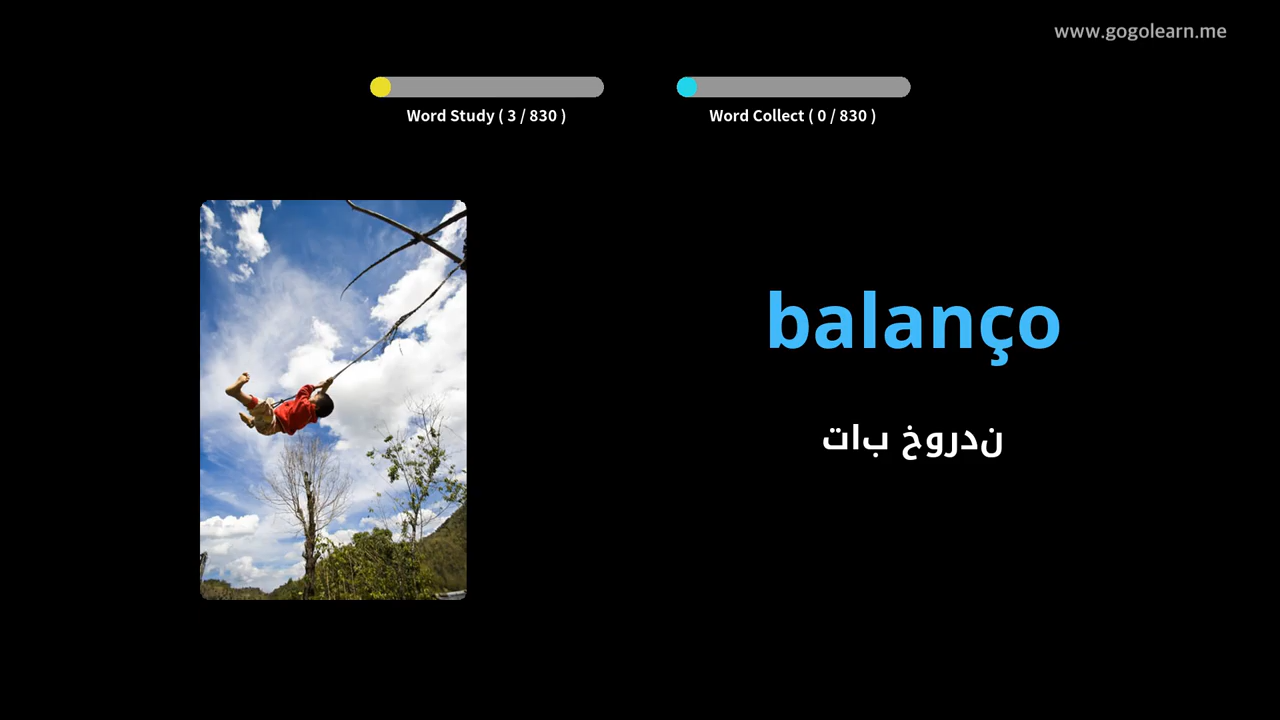 www.gogolearn.me
Word Study ( 3 / 830 )
Word Collect ( 0 / 830 )
balanço
ندروخ بات